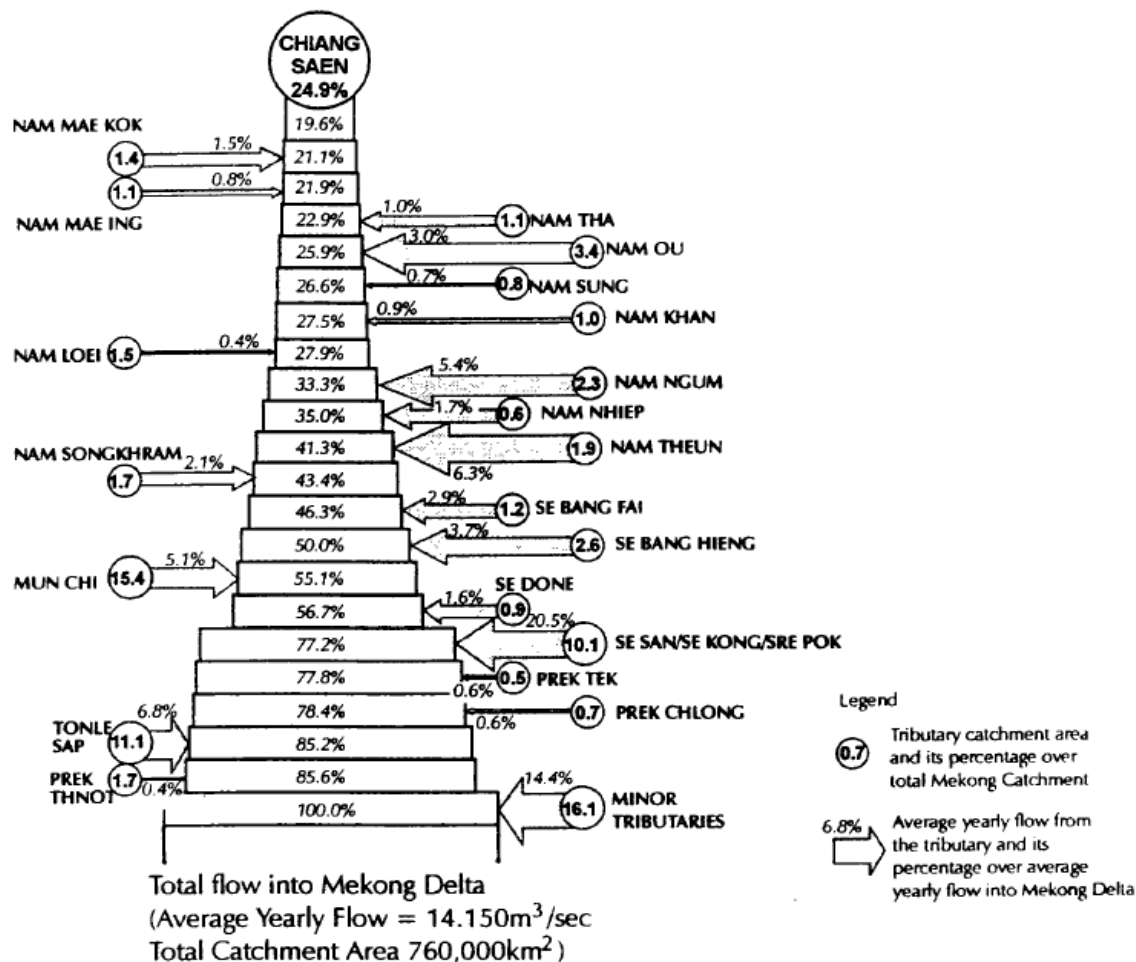 CHIANG
SAEN
24.9%
19.6%
NAM MAE KOK
1.4
1.5%
21.1%
1.1
0.8%
21.9%
NAM MAE ING
22.9%
1.0%
1.1
NAM THA
25.9%
3.0%
3.4
NAM OU
26.6%
0.7%
0.8
NAM SUNG
27.5%
0.9%
1.0
NAM KHAN
NAM LOEI
1.5
0.4%
27.9%
33.3%
5.4%
2.3
NAM NGUM
35.0%
1.7%
0.6
NAM NHIEP
41.3%
6.3%
1.9
NAM THEUN
NAM SONGKHRAM
1.7
2.1%
43.4%
46.3%
2.9%
1.2
SE BANG FAI
50.0%
3.7%
2.6
SE BANG HIENG
MUN CHI
15.4
5.1%
55.1%
SE DONE
56.7%
1.6%
0.9
77.2%
20.5%
10.1
SE SAN/SE KONG/SRE POK
77.8%
0.6%
0.5
PREK TEK
78.4%
0.6%
0.7
PREK CHLONG
TONLE
SAP
11.1
6.8%
85.2%
PREK
THNOT
1.7
0.4%
85.6%
100.0%
14.4%
16.1
MINOR
TRIBUTARIES
Legend
0.7
Tributary catchment area
and its percentage over
total Mekong Catchment
6.8%
Average yearly flow from
the tributary and its
percentage over average
yearly flow into Mekong Delta
Total flow into Mekong Delta
(Average Yearly Flow = 14.150m³/sec
Total Catchment Area 760,000km²)